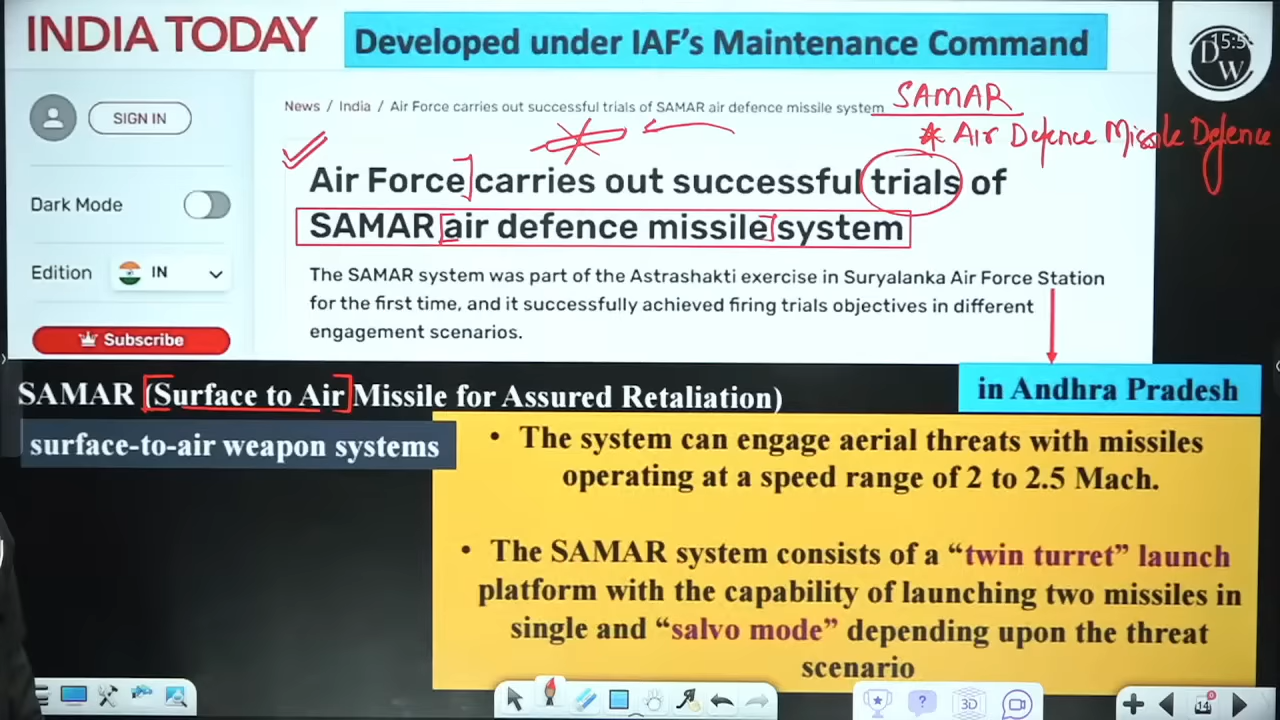 INDIA TODAY
Developed under IAF's Maintenance Command
15:5
DW
SIGN IN
Dark Mode
Edition
IN
Subscribe
News / India / Air Force carries out successful trials of SAMAR air defence missile system
SAMAR
* Air Defence Missile Defence
Air Force carries out successful trials of
SAMAR air defence missile system
The SAMAR system was part of the Astrashakti exercise in Suryalanka Air Force Station
for the first time, and it successfully achieved firing trials objectives in different
engagement scenarios.
SAMAR (Surface to Air Missile for Assured Retaliation)
in Andhra Pradesh
surface-to-air weapon systems
• The system can engage aerial threats with missiles
operating at a speed range of 2 to 2.5 Mach.
• The SAMAR system consists of a “twin turret” launch
platform with the capability of launching two missiles in
single and “salvo mode” depending upon the threat
scenario
3D
14